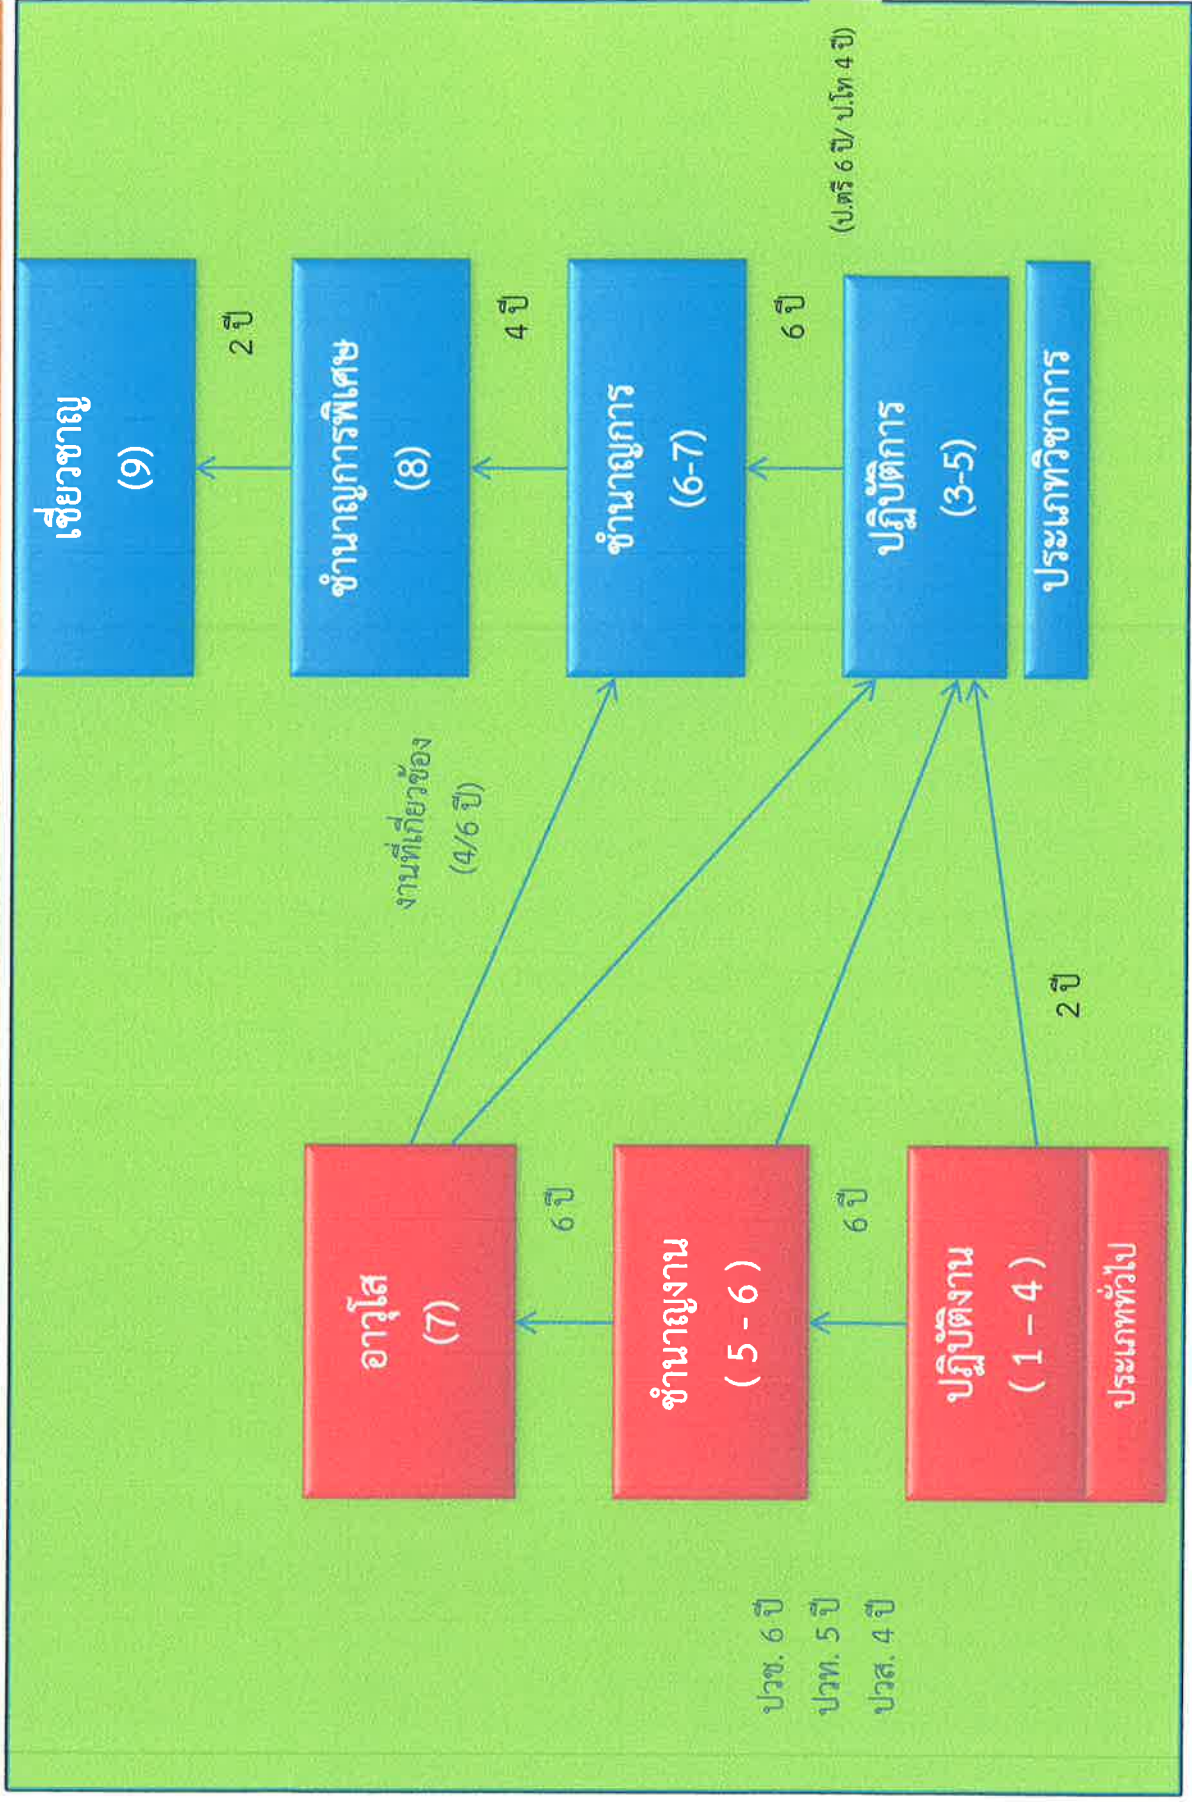 อาวุโส
(7)
6 ปี
ชำนาญงาน
( 5 - 6 )
6 ปี
ปวช. 6 ปี
ปวท. 5 ปี
ปวส. 4 ปี
ปฏิบัติงาน
( 1 – 4 )
ประเภททั่วไป
งานที่เกี่ยวข้อง
(4/6 ปี)
2 ปี
เชี่ยวชาญ
(9)
2 ปี
ชำนาญการพิเศษ
(8)
4 ปี
ชำนาญการ
(6-7)
6 ปี
(ป.ตรี 6 ปี/ ป.โท 4 ปี)
ปฏิบัติการ
(3-5)
ประเภทวิชาการ